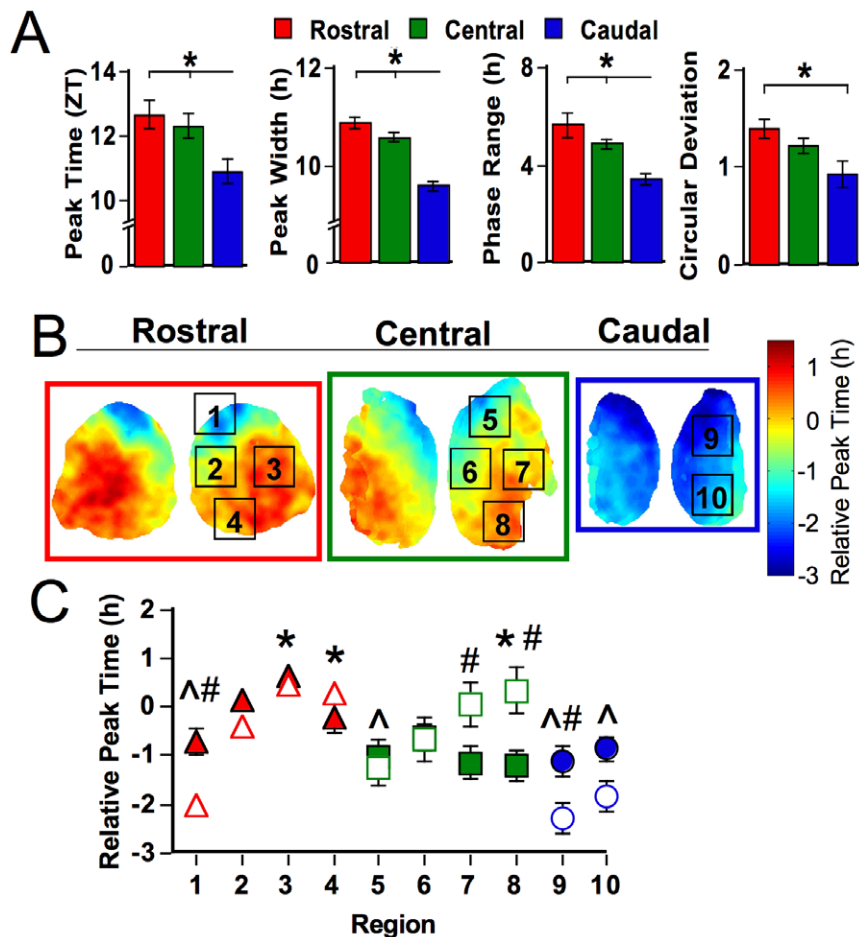 A
Rostral Central Caudal
Peak Time (ZT)
14
12
10
0
*
Peak Width (h)
12
10
0
*
Phase Range (h)
8
4
0
*
Circular Deviation
2
1
0
*
B
Rostral Central Caudal
1
2 3
4
5
6 7
8
9
10
1
0
-1
-2
-3
Relative Peak Time (h)
C
Relative Peak Time (h)
2
1
0
-1
-2
-3
^# * * ^ # *# ^# ^
1 2 3 4 5 6 7 8 9 10
Region